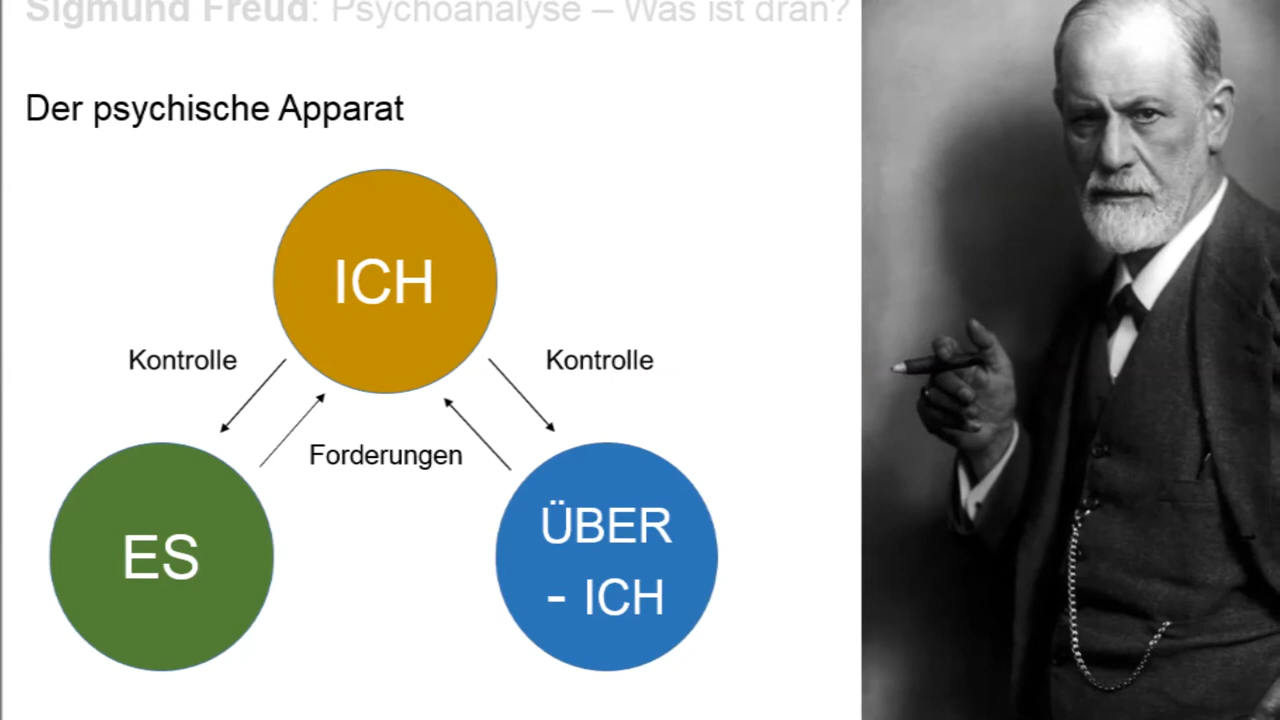 Sigmund Freud: Psychoanalyse – Was ist dran?
Der psychische Apparat
ICH
Kontrolle
Kontrolle
Forderungen
ES
ÜBER
- ICH